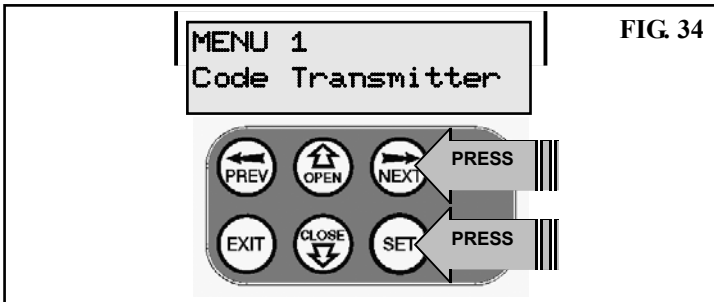 FIG. 34
MENU 1
Code Transmitter
PREV OPEN NEXT PRESS
EXIT CLOSE SET PRESS